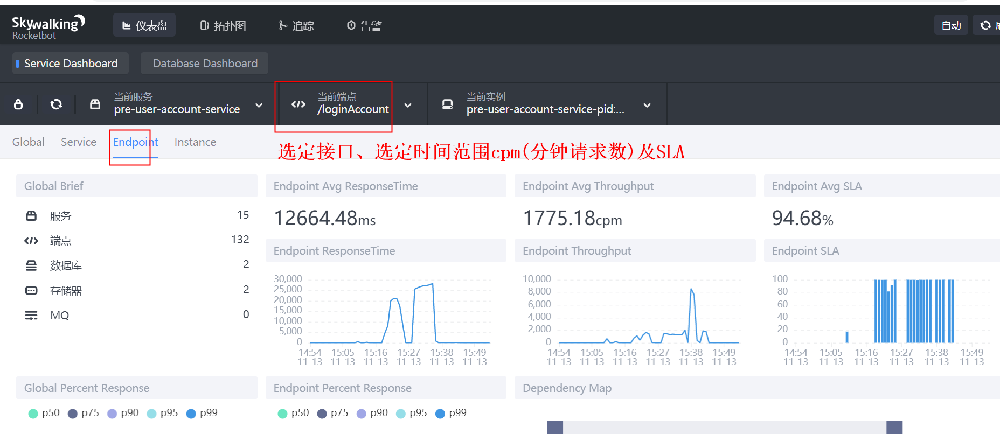 Skywalking
Rocketbot
仪表盘
拓扑图
追踪
告警
自动
Service Dashboard
Database Dashboard
当前服务
pre-user-account-service
当前端点
/loginAccount
当前实例
pre-user-account-service-pid:...
Global
Service
Endpoint
Instance
选定接口、选定时间范围cpm(分钟请求数)及SLA
Global Brief
服务 15
端点 132
数据库 2
存储器 2
MQ 0
Endpoint Avg ResponseTime
12664.48ms
Endpoint Avg Throughput
1775.18cpm
Endpoint Avg SLA
94.68%
Endpoint ResponseTime
30,000
25,000
20,000
15,000
10,000
5,000
0
14:54 15:05 15:16 15:27 15:38 15:49
11-13 11-13 11-13 11-13 11-13 11-13
Endpoint Throughput
10,000
8,000
6,000
4,000
2,000
0
14:54 15:05 15:16 15:27 15:38 15:49
11-13 11-13 11-13 11-13 11-13 11-13
Endpoint SLA
100
80
60
40
20
0
14:54 15:05 15:16 15:27 15:38 15:49
11-13 11-13 11-13 11-13 11-13 11-13
Global Percent Response
p50 p75 p90 p95 p99
Endpoint Percent Response
p50 p75 p90 p95 p99
Dependency Map